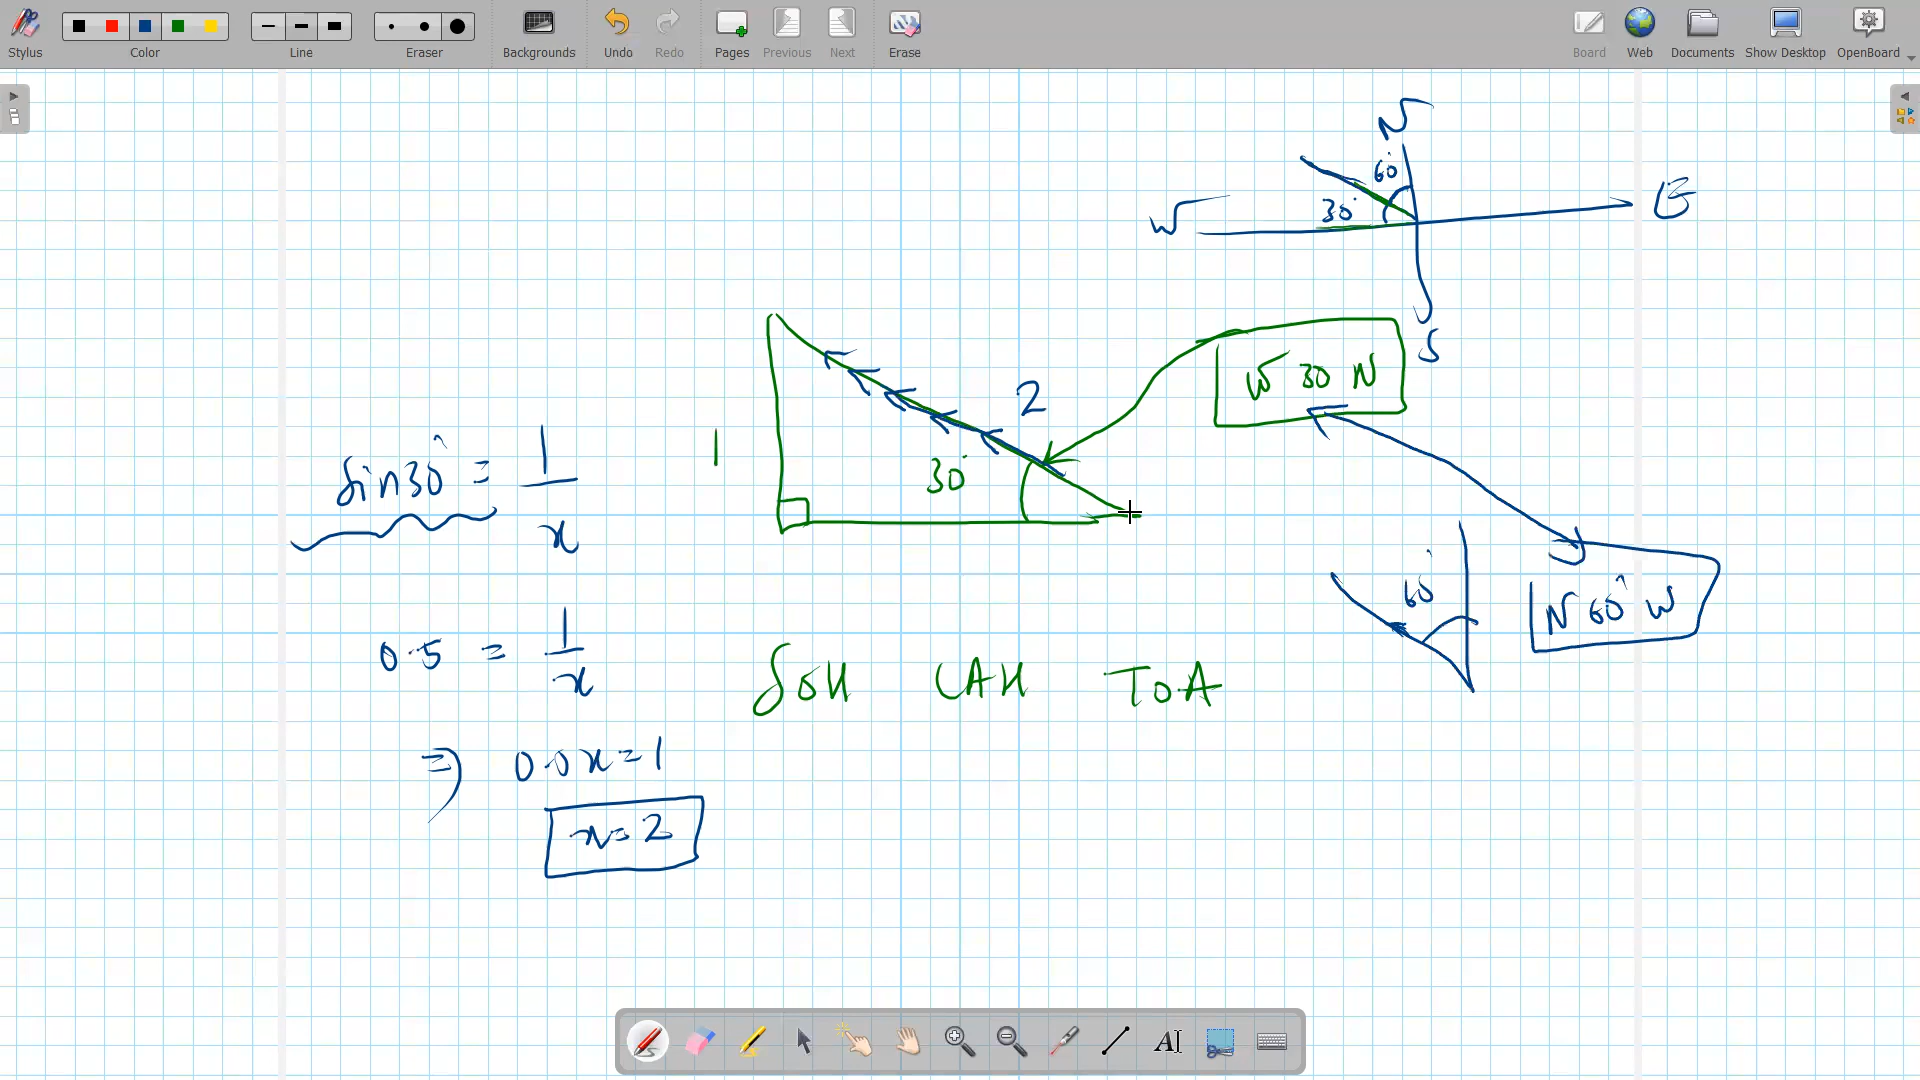 Stylus Color Line Eraser Backgrounds Undo Redo Pages Previous Next Erase Board Web Documents Show Desktop OpenBoard
N
60°
30°
W E
S
W 30 N
2
1
30°
sin30° = 1/x
60°
N 60° W
0.5 = 1/x
SOH CAH TOA
⇒ 0.0x=1
x=2